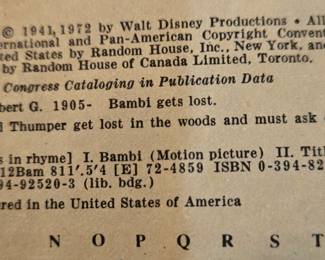 © 1941, 1972 by Walt Disney Productions • All
ternational and Pan-American Copyright Convent
ted States by Random House, Inc., New York, and
by Random House of Canada Limited, Toronto.
Congress Cataloging in Publication Data
bert G. 1905- Bambi gets lost.
d Thumper get lost in the woods and must ask
s in rhyme] I. Bambi (Motion picture) II. Titl
12Bam 811'.5'4 [E] 72-4859 ISBN 0-394-82
94-92520-3 (lib. bdg.)
ured in the United States of America
N O P Q R S T